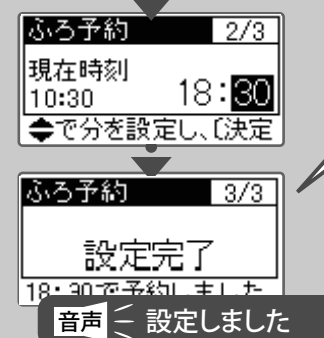 ふろ予約 2/3
現在時刻
10:30 18:30
◆で分を設定し、〔決定
ふろ予約 3/3
設定完了
18:30で予約しました
音声 設定しました